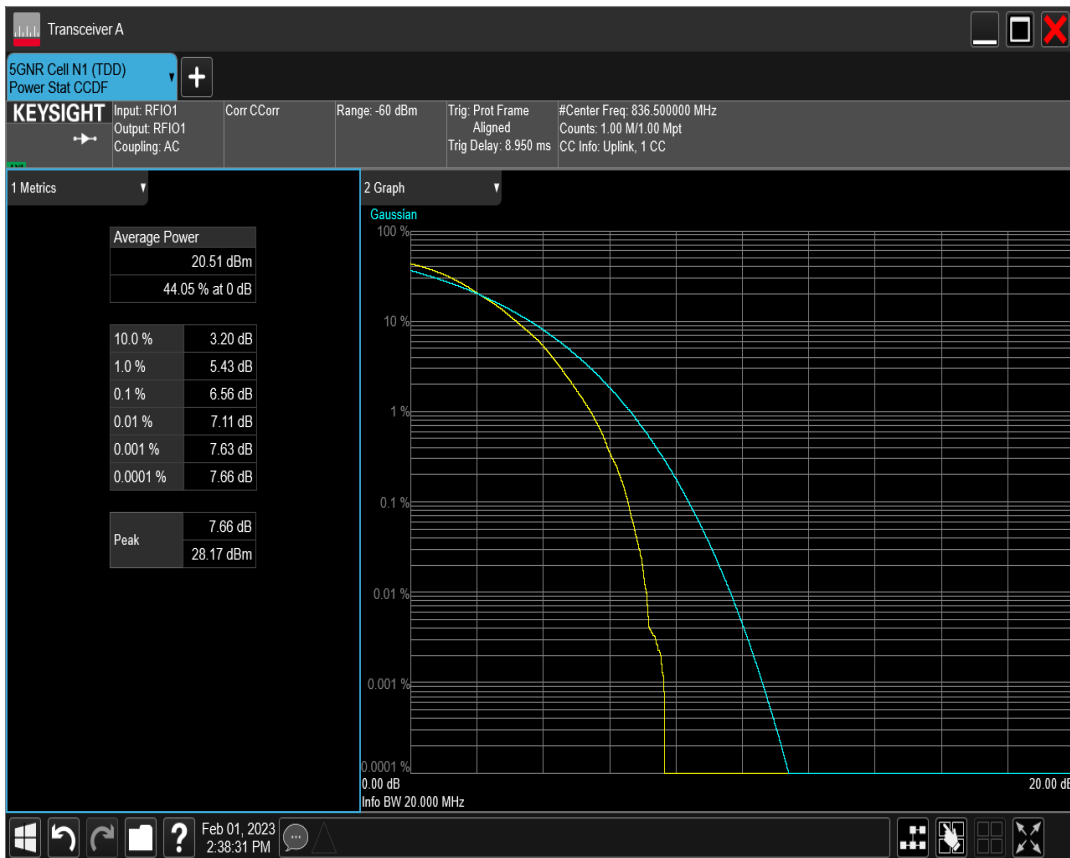 Transceiver A
5GNR Cell N1 (TDD)
Power Stat CCDF
KEYSIGHT
Input: RFIO1
Output: RFIO1
Coupling: AC
Corr CCorr
Range: -60 dBm
Trig: Prot Frame
Aligned
Trig Delay: 8.950 ms
#Center Freq: 836.500000 MHz
Counts: 1.00 M/1.00 Mpt
CC Info: Uplink, 1 CC
1 Metrics
Average Power
20.51 dBm
44.05 % at 0 dB
10.0 % 3.20 dB
1.0 % 5.43 dB
0.1 % 6.56 dB
0.01 % 7.11 dB
0.001 % 7.63 dB
0.0001 % 7.66 dB
Peak
7.66 dB
28.17 dBm
2 Graph
Gaussian
100 %
10 %
1 %
0.1 %
0.01 %
0.001 %
0.0001 %
0.00 dB
20.00 dB
Info BW 20.000 MHz
Feb 01, 2023
2:38:31 PM